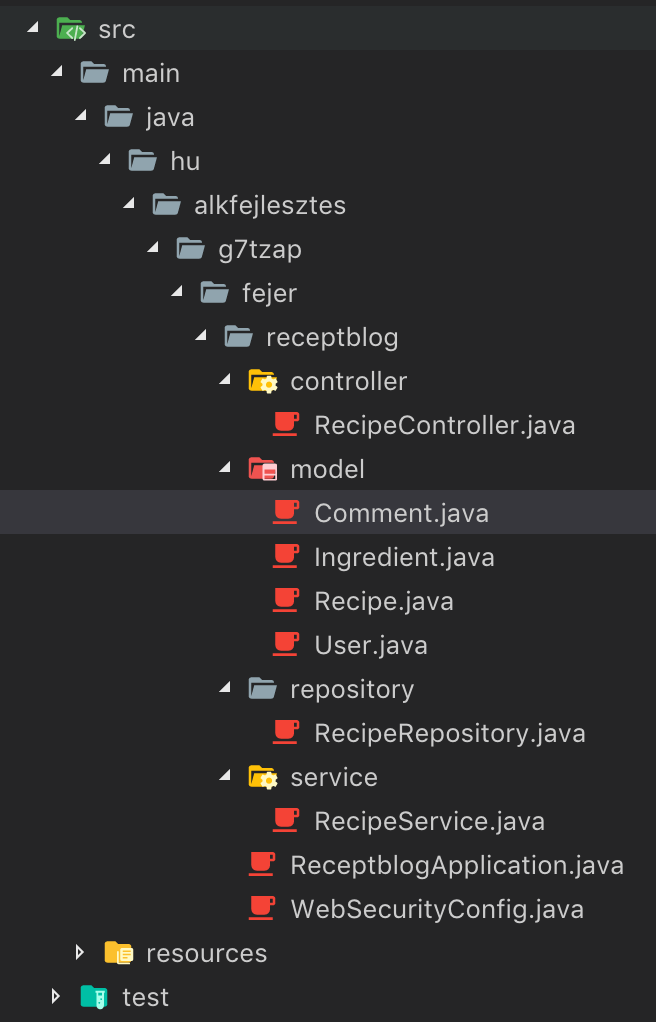 src
main
java
hu
alkfejlesztes
g7tzap
fejer
receptblog
controller
RecipeController.java
model
Comment.java
Ingredient.java
Recipe.java
User.java
repository
RecipeRepository.java
service
RecipeService.java
ReceptblogApplication.java
WebSecurityConfig.java
resources
test